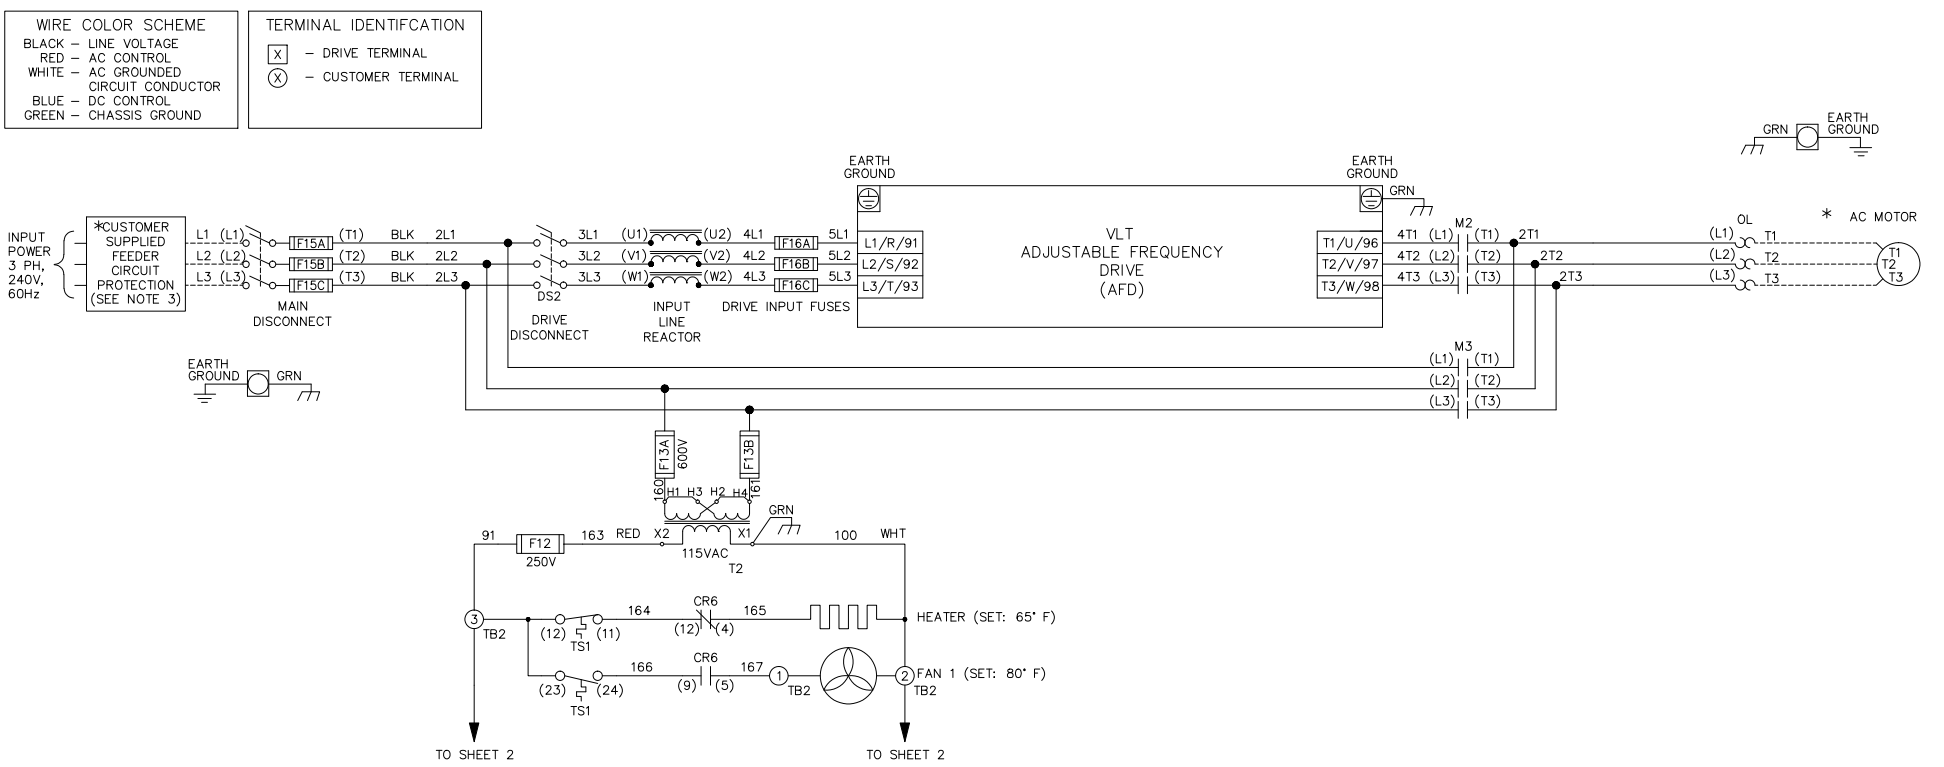 WIRE COLOR SCHEME
BLACK – LINE VOLTAGE
RED – AC CONTROL
WHITE – AC GROUNDED
CIRCUIT CONDUCTOR
BLUE – DC CONTROL
GREEN – CHASSIS GROUND
TERMINAL IDENTIFCATION
X – DRIVE TERMINAL
X – CUSTOMER TERMINAL
GRN
EARTH
GROUND
INPUT
POWER
3 PH,
240V,
60Hz
*CUSTOMER
SUPPLIED
FEEDER
CIRCUIT
PROTECTION
(SEE NOTE 3)
L1 (L1) F15A (T1) BLK 2L1
L2 (L2) F15B (T2) BLK 2L2
L3 (L3) F15C (T3) BLK 2L3
MAIN
DISCONNECT
DS2
DRIVE
DISCONNECT
3L1 (U1) (U2) 4L1 F16A 5L1
3L2 (V1) (V2) 4L2 F16B 5L2
3L3 (W1) (W2) 4L3 F16C 5L3
INPUT
LINE
REACTOR
DRIVE INPUT FUSES
EARTH
GROUND
L1/R/91
L2/S/92
L3/T/93
VLT
ADJUSTABLE FREQUENCY
DRIVE
(AFD)
EARTH
GROUND
GRN
T1/U/96
T2/V/97
T3/W/98
M2
4T1 (L1) (T1) 2T1
4T2 (L2) (T2) 2T2
4T3 (L3) (T3) 2T3
OL
(L1) T1
(L2) T2
(L3) T3
* AC MOTOR
T1
T2
T3
M3
(L1) (T1)
(L2) (T2)
(L3) (T3)
EARTH
GROUND
GRN
F13A
600V
F13B
160
161
H1 H3 H2 H4
GRN
91 F12 163 RED X2 X1 100 WHT
250V
115VAC
T2
3
TB2
(12) (11)
TS1
164
CR6
(12) (4)
165
HEATER (SET: 65° F)
(23) (24)
TS1
166
CR6
(9) (5)
167
1
TB2
2
TB2
FAN 1 (SET: 80° F)
TO SHEET 2
TO SHEET 2